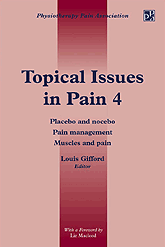 Physiotherapy Pain Association
Topical Issues
in Pain 4
Placebo and nocebo
Pain management
Muscles and pain
Louis Gifford
Editor
With a Foreword by
Liz Macleod